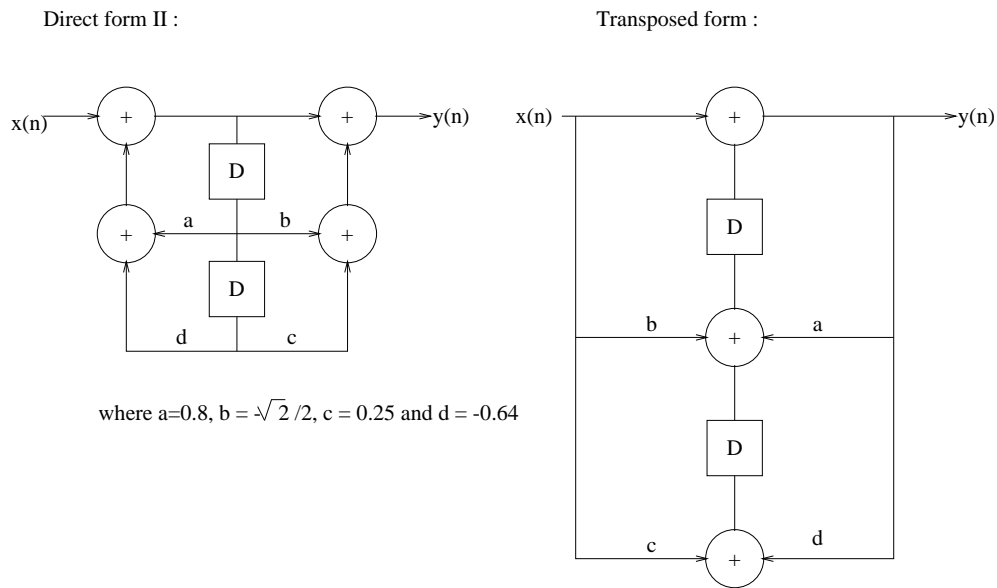 Direct form II :
Transposed form :
x(n)
+
+
y(n)
D
+
a
b
+
D
d
c
where a=0.8, b = -√2 /2, c = 0.25 and d = -0.64
x(n)
+
y(n)
D
b
+
a
D
c
+
d